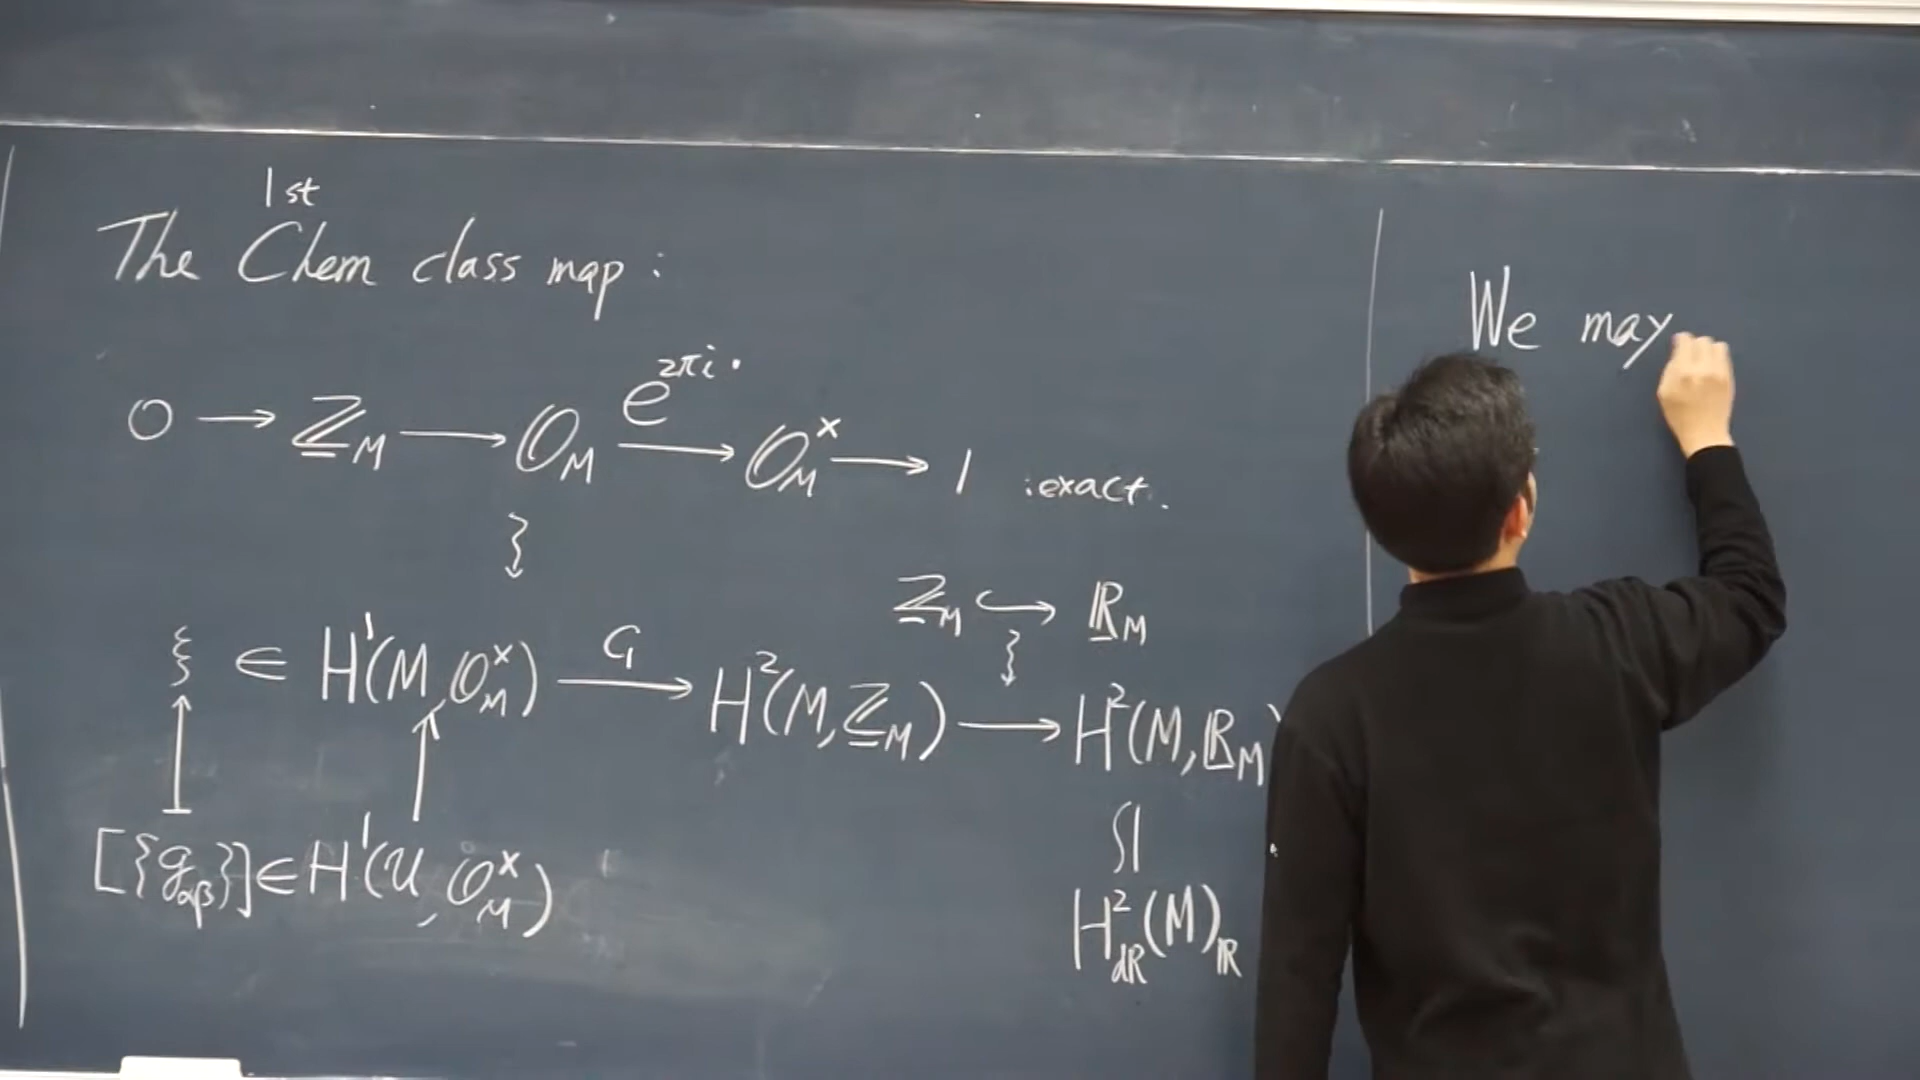 1st
The Chern class map :
0 → ℤ_M → 𝒪_M →^{e^{2πi·}} 𝒪_M^× → 1 : exact.
ℤ_M ↪ ℝ_M
ξ ∈ H¹(M, 𝒪_M^×) →^{C₁} H²(M, ℤ_M) → H²(M, ℝ_M)
[{g_αβ}] ∈ H¹(𝒰, 𝒪_M^×)
H²_dR(M)_ℝ
We may